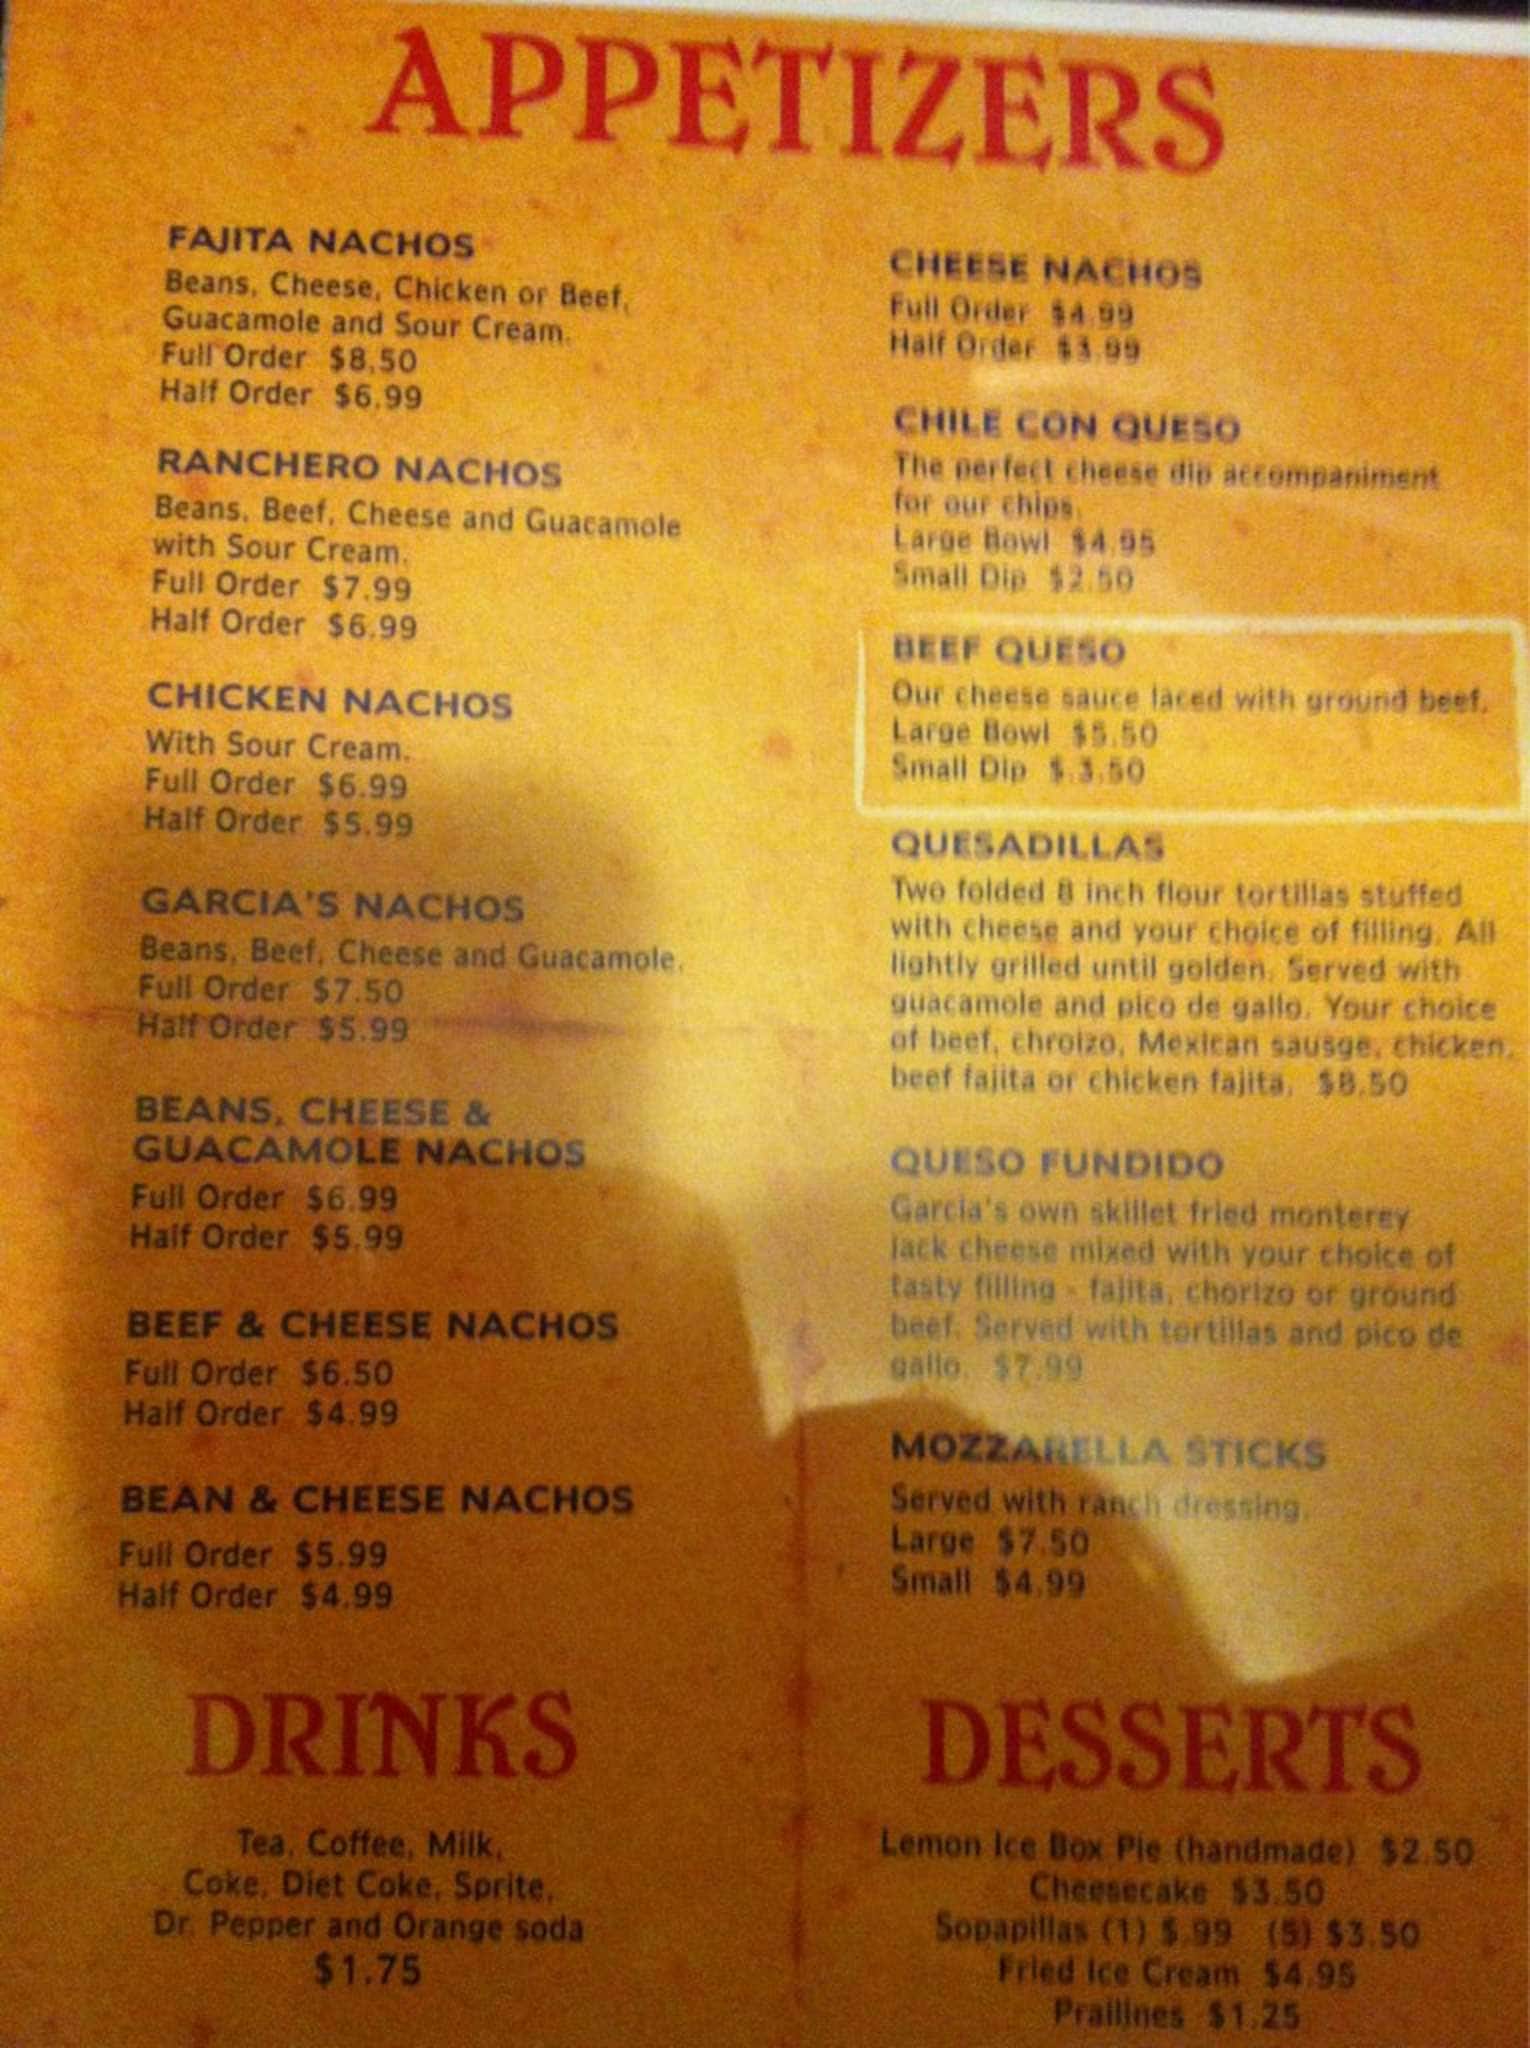 APPETIZERS
FAJITA NACHOS
Beans, Cheese, Chicken or Beef,
Guacamole and Sour Cream.
Full Order $8.50
Half Order $6.99
RANCHERO NACHOS
Beans, Beef, Cheese and Guacamole
with Sour Cream.
Full Order $7.99
Half Order $6.99
CHICKEN NACHOS
With Sour Cream.
Full Order $6.99
Half Order $5.99
GARCIA'S NACHOS
Beans, Beef, Cheese and Guacamole.
Full Order $7.50
Half Order $5.99
BEANS, CHEESE &
GUACAMOLE NACHOS
Full Order $6.99
Half Order $5.99
BEEF & CHEESE NACHOS
Full Order $6.50
Half Order $4.99
BEAN & CHEESE NACHOS
Full Order $5.99
Half Order $4.99
CHEESE NACHOS
Full Order $4.99
Half Order $3.99
CHILE CON QUESO
The perfect cheese dip accompaniment
for our chips.
Large Bowl $4.95
Small Dip $2.50
BEEF QUESO
Our cheese sauce laced with ground beef.
Large Bowl $5.50
Small Dip $.3.50
QUESADILLAS
Two folded 8 inch flour tortillas stuffed
with cheese and your choice of filling. All
lightly grilled until golden. Served with
guacamole and pico de gallo. Your choice
of beef, chroizo, Mexican sausge, chicken,
beef fajita or chicken fajita. $8.50
QUESO FUNDIDO
Garcia's own skillet fried monterey
jack cheese mixed with your choice of
tasty filling - fajita, chorizo or ground
beef. Served with tortillas and pico de
gallo. $7.99
MOZZARELLA STICKS
Served with ranch dressing.
Large $7.50
Small $4.99
DRINKS
Tea, Coffee, Milk,
Coke, Diet Coke, Sprite,
Dr. Pepper and Orange soda
$1.75
DESSERTS
Lemon Ice Box Pie (handmade) $2.50
Cheesecake $3.50
Sopapillas (1) $.99 (5) $3.50
Fried Ice Cream $4.95
Prailines $1.25